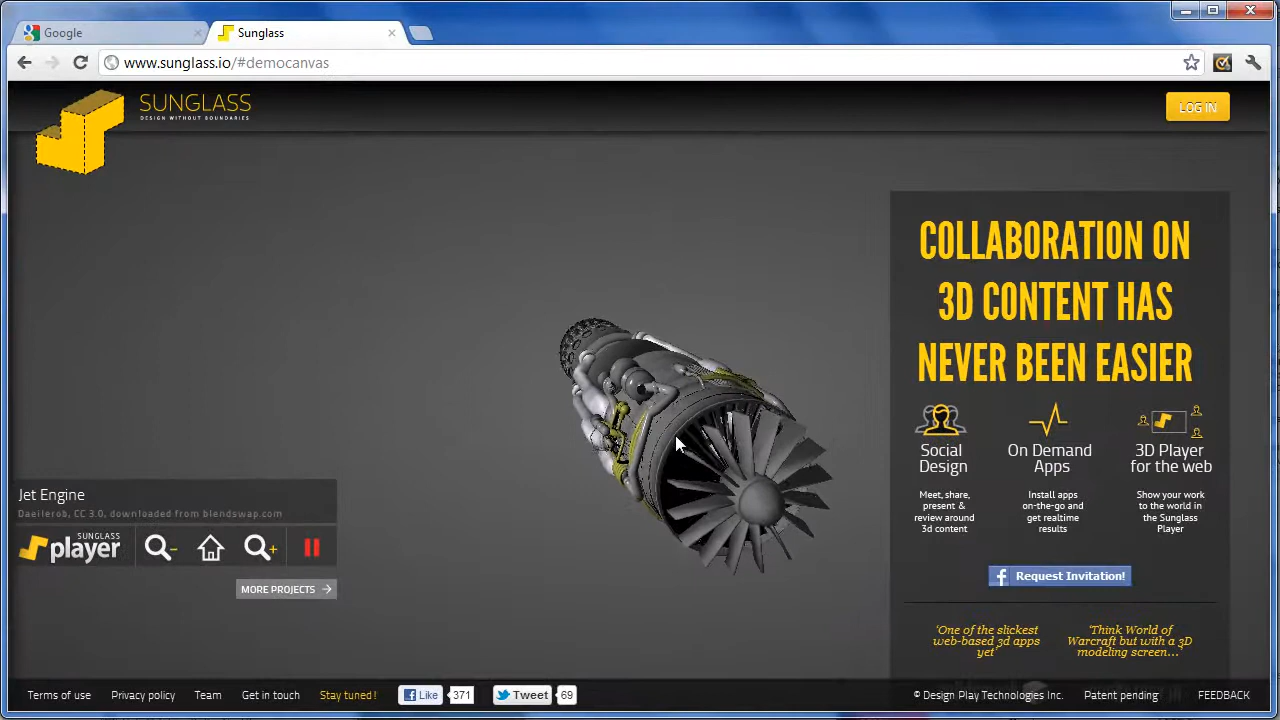 Google
Sunglass
www.sunglass.io/#democanvas
SUNGLASS
DESIGN WITHOUT BOUNDARIES
LOG IN
COLLABORATION ON
3D CONTENT HAS
NEVER BEEN EASIER
Social
Design
On Demand
Apps
3D Player
for the web
Meet, share,
present &
review around
3d content
Install apps
on-the-go and
get realtime
results
Show your work
to the world in
the Sunglass
Player
f Request Invitation!
'One of the slickest
web-based 3d apps
yet'
'Think World of
Warcraft but with a 3D
modeling screen...'
Jet Engine
Daeilerob, CC 3.0, downloaded from blendswap.com
SUNGLASS
player
MORE PROJECTS
Terms of use
Privacy policy
Team
Get in touch
Stay tuned!
f Like
371
Tweet
69
© Design Play Technologies Inc.
Patent pending
FEEDBACK